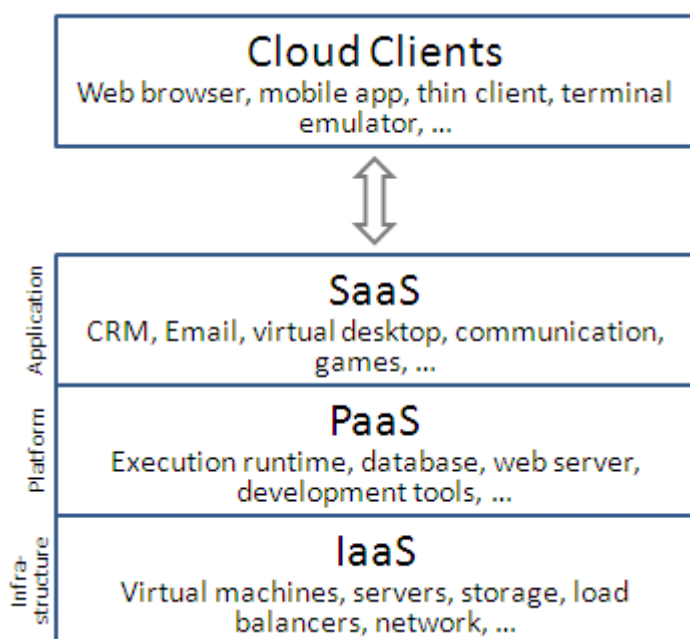 Cloud Clients
Web browser, mobile app, thin client, terminal
emulator, ...
Application
SaaS
CRM, Email, virtual desktop, communication,
games, ...
Platform
PaaS
Execution runtime, database, web server,
development tools, ...
Infra-
structure
IaaS
Virtual machines, servers, storage, load
balancers, network, ...